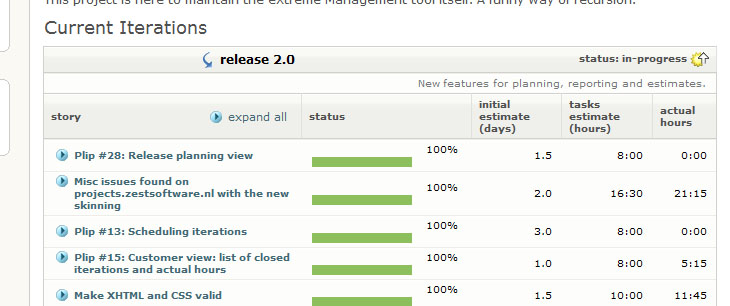 This project is here to maintain the eXtreme Management tool itself. A funny way of recursion.
Current Iterations
release 2.0
status: in-progress
New features for planning, reporting and estimates.
story
expand all
status
initial estimate (days)
tasks estimate (hours)
actual hours
Plip #28: Release planning view
100%
1.5
8:00
0:00
Misc issues found on
projects.zestsoftware.nl with the new
skinning
100%
2.0
16:30
21:15
Plip #13: Scheduling iterations
100%
3.0
8:00
0:00
Plip #15: Customer view: list of closed
iterations and actual hours
100%
1.0
8:00
5:15
Make XHTML and CSS valid
100%
1.5
10:00
11:45